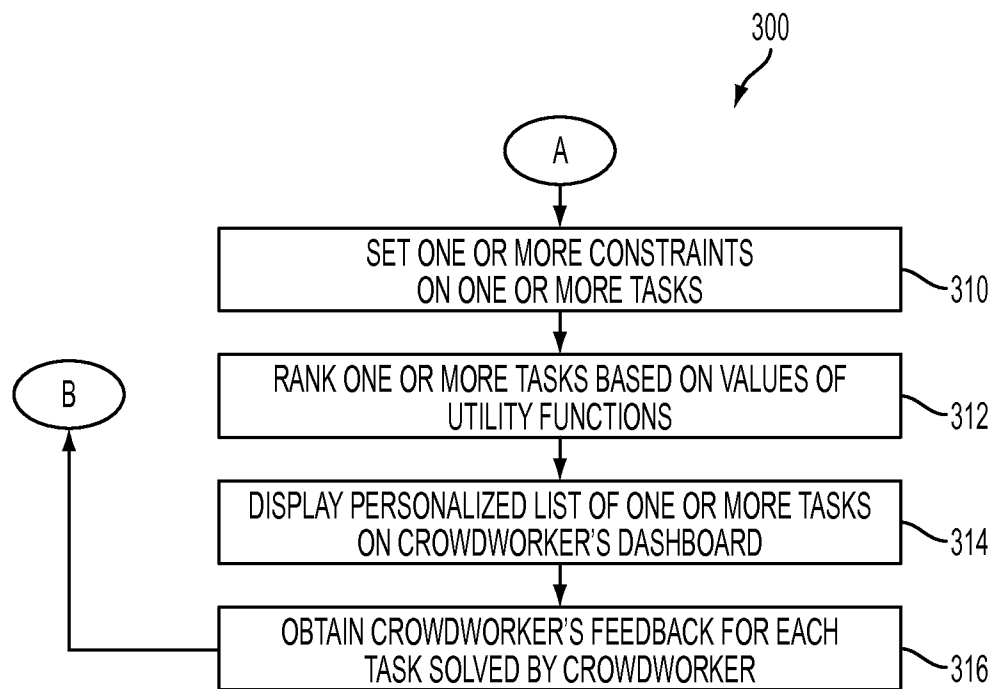 300
A
SET ONE OR MORE CONSTRAINTS
ON ONE OR MORE TASKS
310
RANK ONE OR MORE TASKS BASED ON VALUES OF
UTILITY FUNCTIONS
312
B
DISPLAY PERSONALIZED LIST OF ONE OR MORE TASKS
ON CROWDWORKER'S DASHBOARD
314
OBTAIN CROWDWORKER'S FEEDBACK FOR EACH
TASK SOLVED BY CROWDWORKER
316